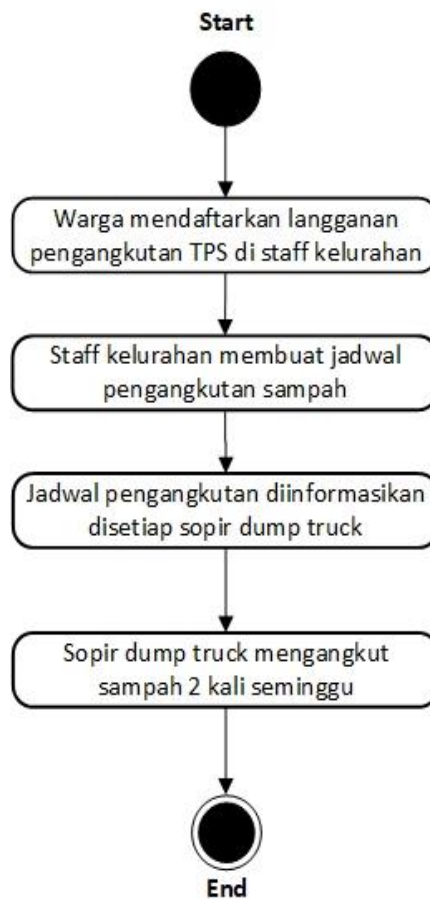 Start
Warga mendaftarkan langganan
pengangkutan TPS di staff kelurahan
Staff kelurahan membuat jadwal
pengangkutan sampah
Jadwal pengangkutan diinformasikan
disetiap sopir dump truck
Sopir dump truck mengangkut
sampah 2 kali seminggu
End